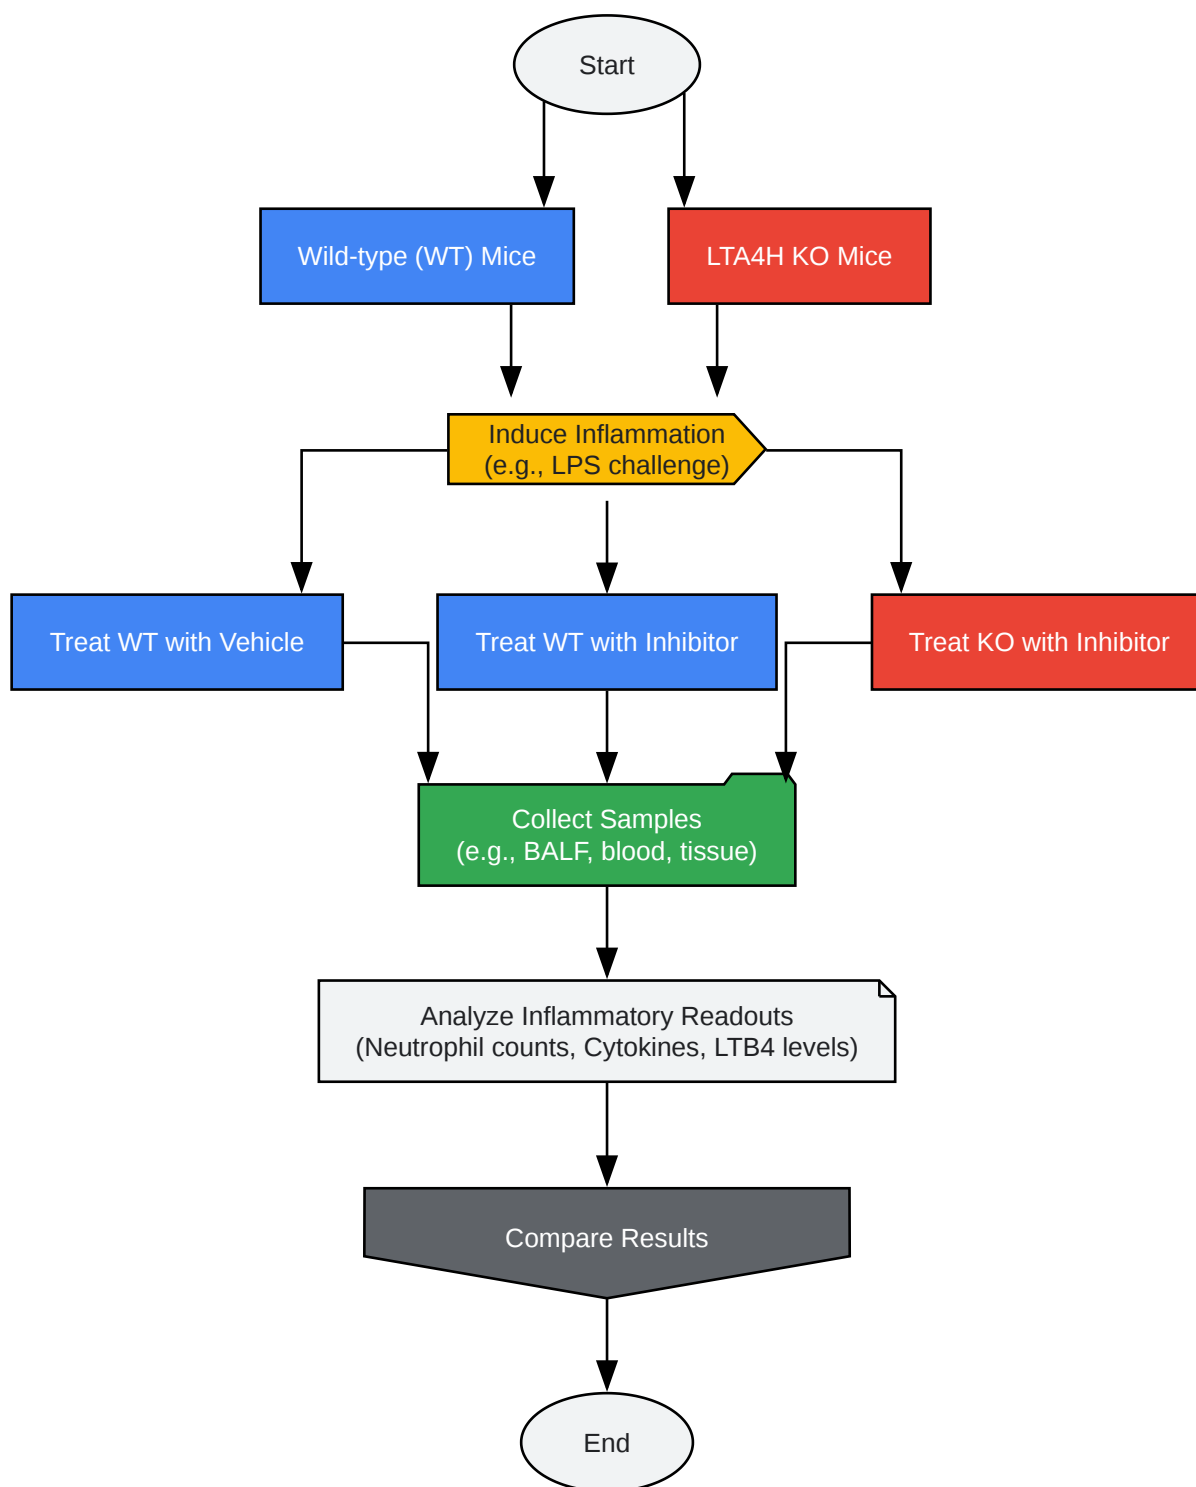 Start
Wild-type (WT) Mice
LTA4H KO Mice
Induce Inflammation
(e.g., LPS challenge)
Treat WT with Vehicle
Treat WT with Inhibitor
Treat KO with Inhibitor
Collect Samples
(e.g., BALF, blood, tissue)
Analyze Inflammatory Readouts
(Neutrophil counts, Cytokines, LTB4 levels)
Compare Results
End